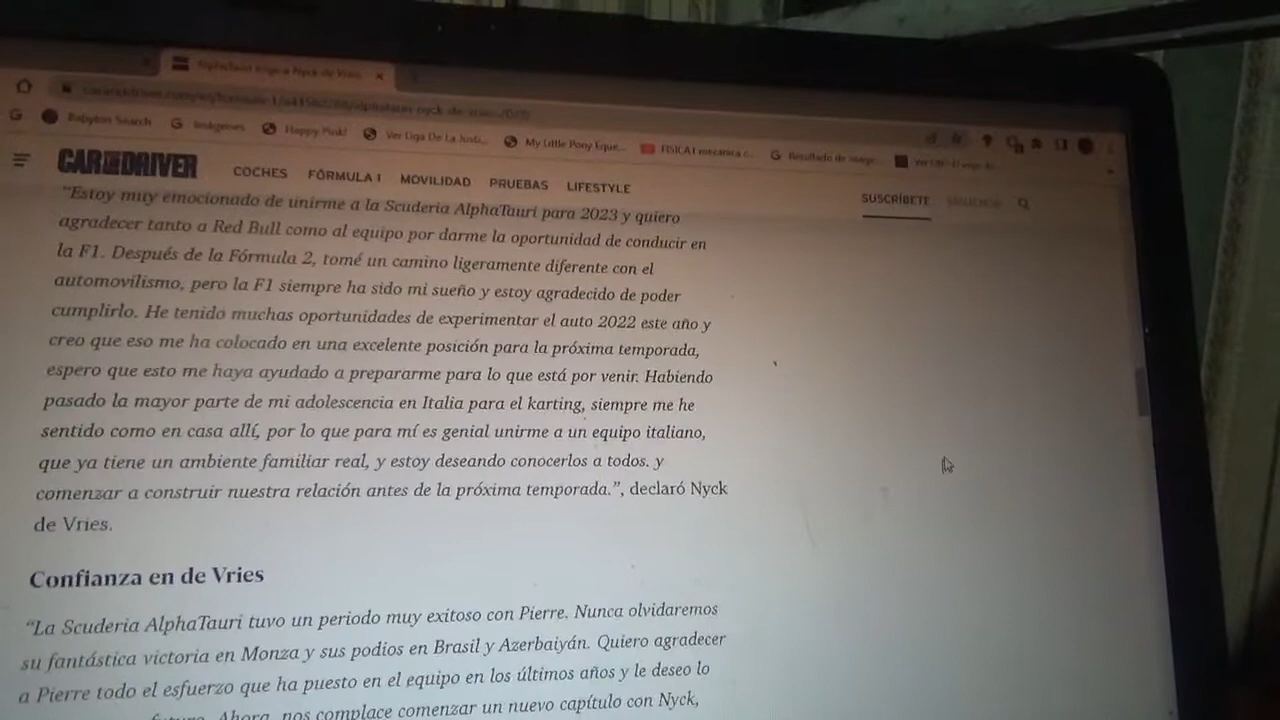 AlphaTauri Nyck de Vries
Babylon Search
Imágenes
Happy Pink!
Ver Liga De La Justi...
My Little Pony Eque...
FISICA I mecánica c...
Resultado de image...
CAR AND DRIVER
COCHES
FÓRMULA 1
MOVILIDAD
PRUEBAS
LIFESTYLE
SUSCRÍBETE
"Estoy muy emocionado de unirme a la Scuderia AlphaTauri para 2023 y quiero
agradecer tanto a Red Bull como al equipo por darme la oportunidad de conducir en
la F1. Después de la Fórmula 2, tomé un camino ligeramente diferente con el
automovilismo, pero la F1 siempre ha sido mi sueño y estoy agradecido de poder
cumplirlo. He tenido muchas oportunidades de experimentar el auto 2022 este año y
creo que eso me ha colocado en una excelente posición para la próxima temporada,
espero que esto me haya ayudado a prepararme para lo que está por venir. Habiendo
pasado la mayor parte de mi adolescencia en Italia para el karting, siempre me he
sentido como en casa allí, por lo que para mí es genial unirme a un equipo italiano,
que ya tiene un ambiente familiar real, y estoy deseando conocerlos a todos. y
comenzar a construir nuestra relación antes de la próxima temporada.", declaró Nyck
de Vries.
Confianza en de Vries
"La Scuderia AlphaTauri tuvo un periodo muy exitoso con Pierre. Nunca olvidaremos
su fantástica victoria en Monza y sus podios en Brasil y Azerbaiyán. Quiero agradecer
a Pierre todo el esfuerzo que ha puesto en el equipo en los últimos años y le deseo lo
futuro. Ahora, nos complace comenzar un nuevo capítulo con Nyck,